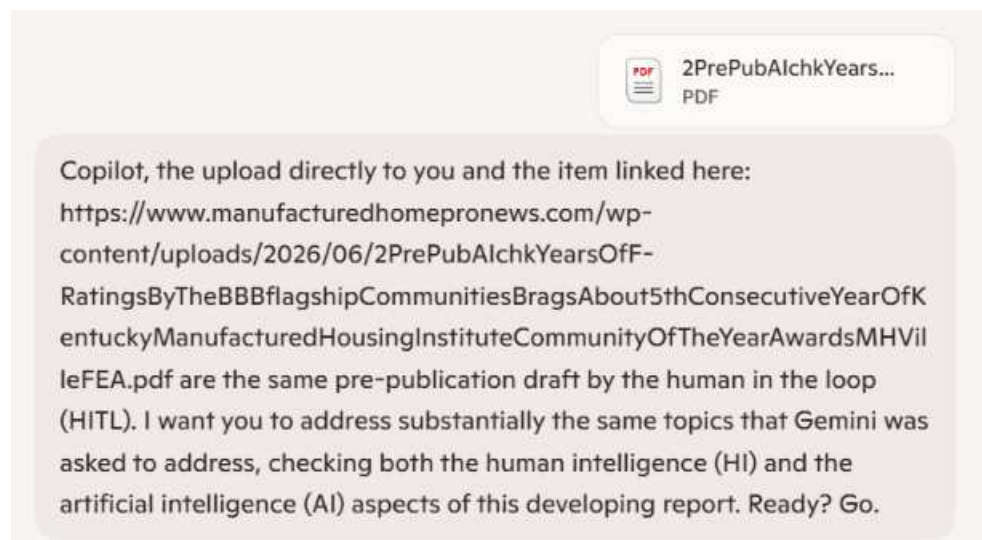 2PrePubAIchkYears...
PDF
PDF
Copilot, the upload directly to you and the item linked here:
https://www.manufacturedhomepronews.com/wp-
content/uploads/2026/06/2PrePubAIchkYearsOfF-
RatingsByTheBBBflagshipCommunitiesBragsAbout5thConsecutiveYearOfK
entuckyManufacturedHousingInstituteCommunityOfTheYearAwardsMHVil
leFEA.pdf are the same pre-publication draft by the human in the loop
(HITL). I want you to address substantially the same topics that Gemini was
asked to address, checking both the human intelligence (HI) and the
artificial intelligence (AI) aspects of this developing report. Ready? Go.